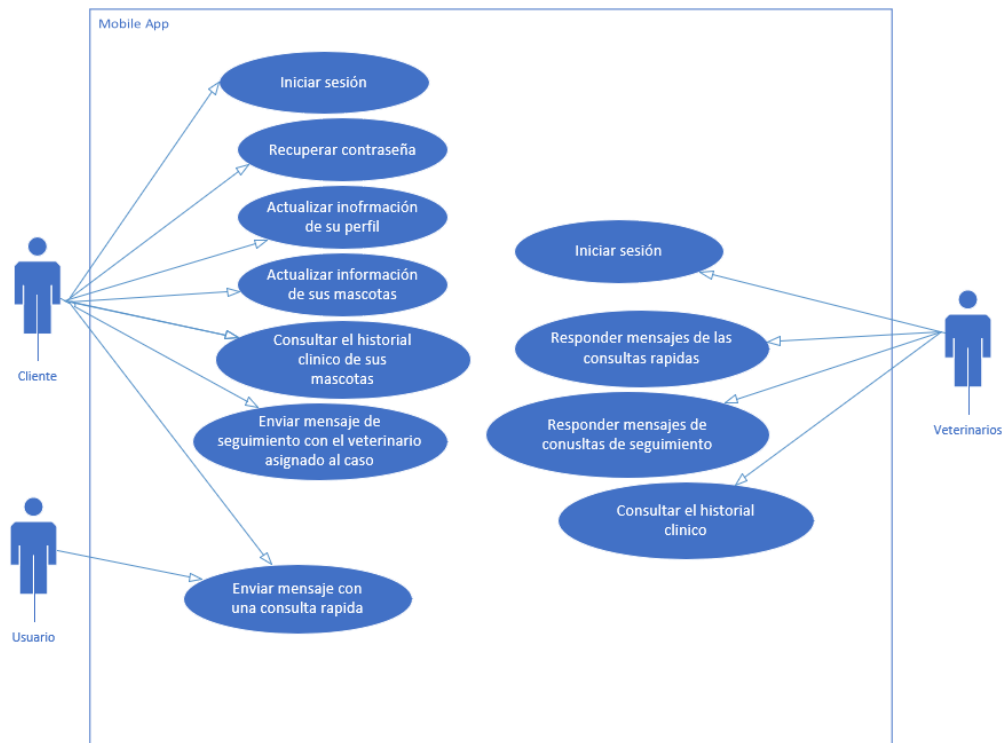 Mobile App
Iniciar sesión
Recuperar contraseña
Actualizar inofrmación
de su perfil
Actualizar información
de sus mascotas
Consultar el historial
clinico de sus
mascotas
Enviar mensaje de
seguimiento con el veterinario
asignado al caso
Enviar mensaje con
una consulta rapida
Cliente
Usuario
Iniciar sesión
Responder mensajes de las
consultas rapidas
Responder mensajes de
conusltas de seguimiento
Consultar el historial
clinico
Veterinarios